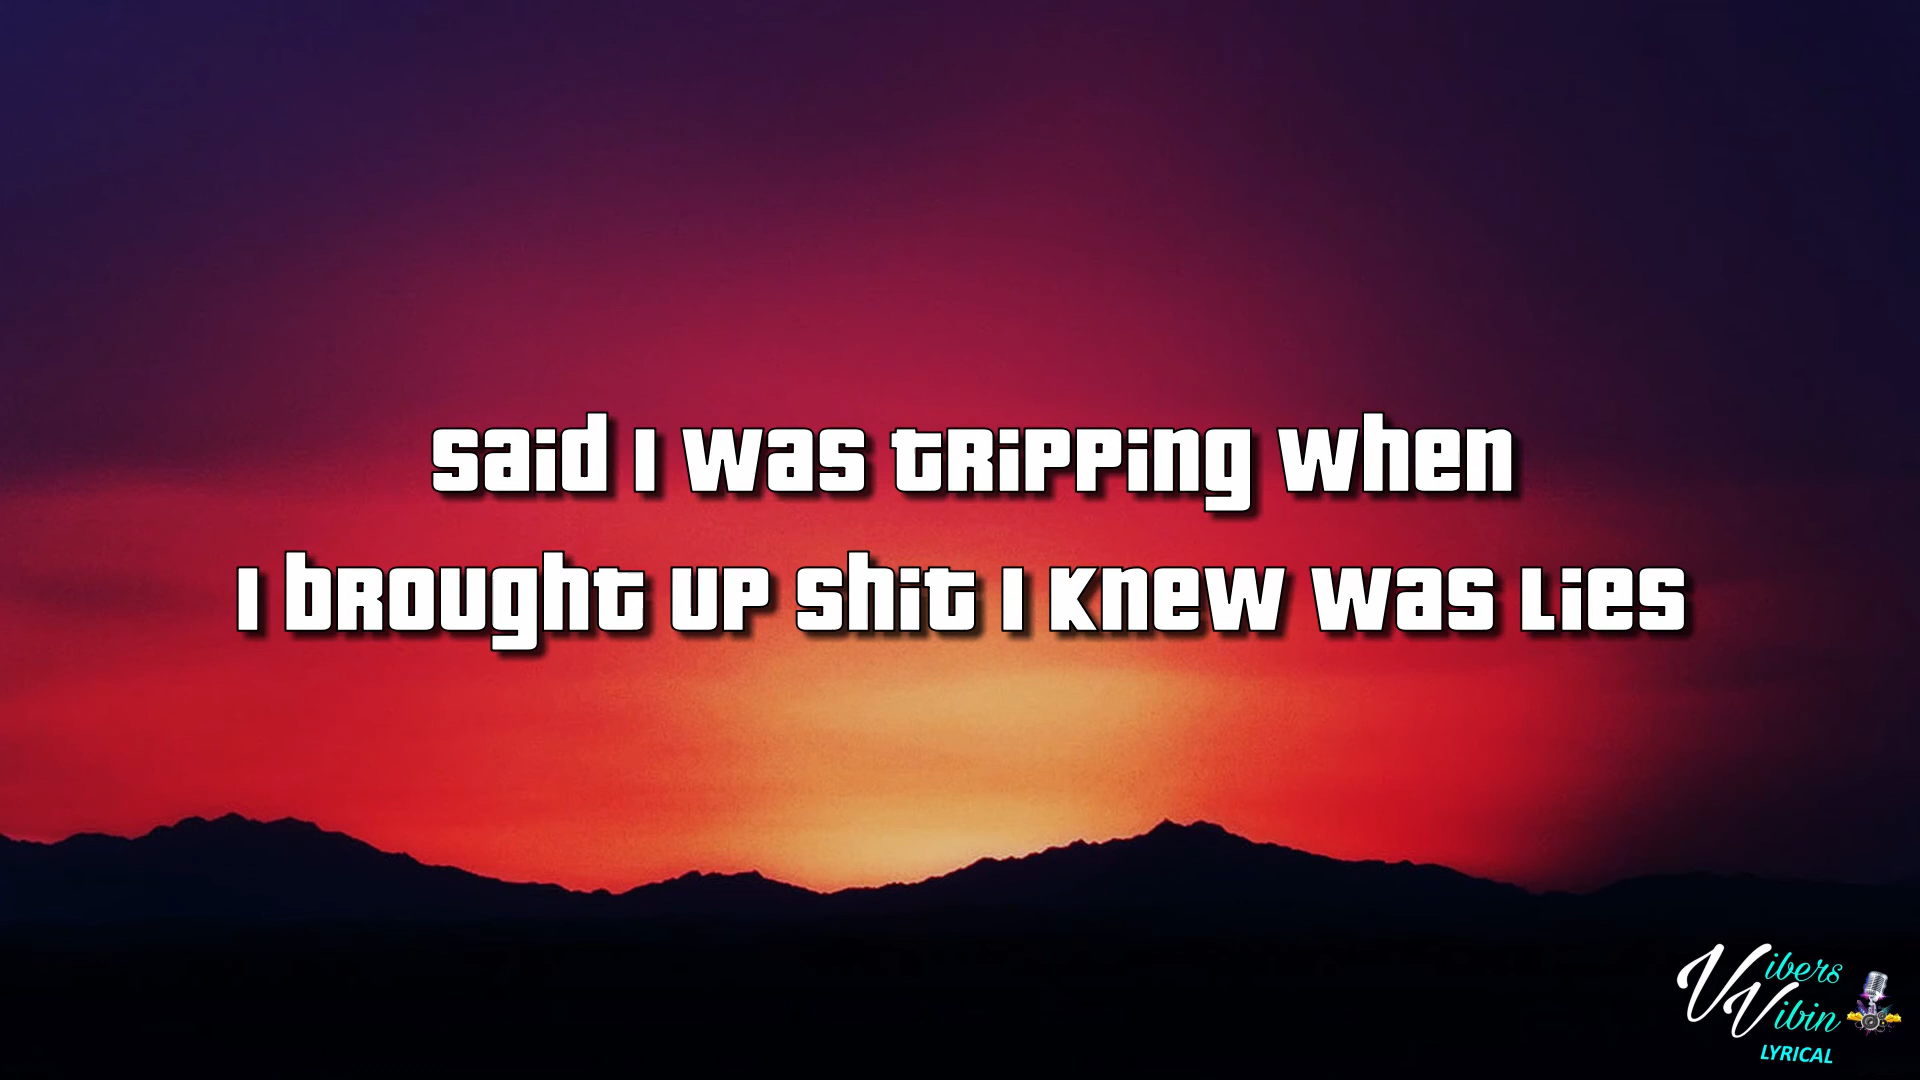 said I was tripping when
I brought up shit I knew was lies
Vibers
Vibin
LYRICAL